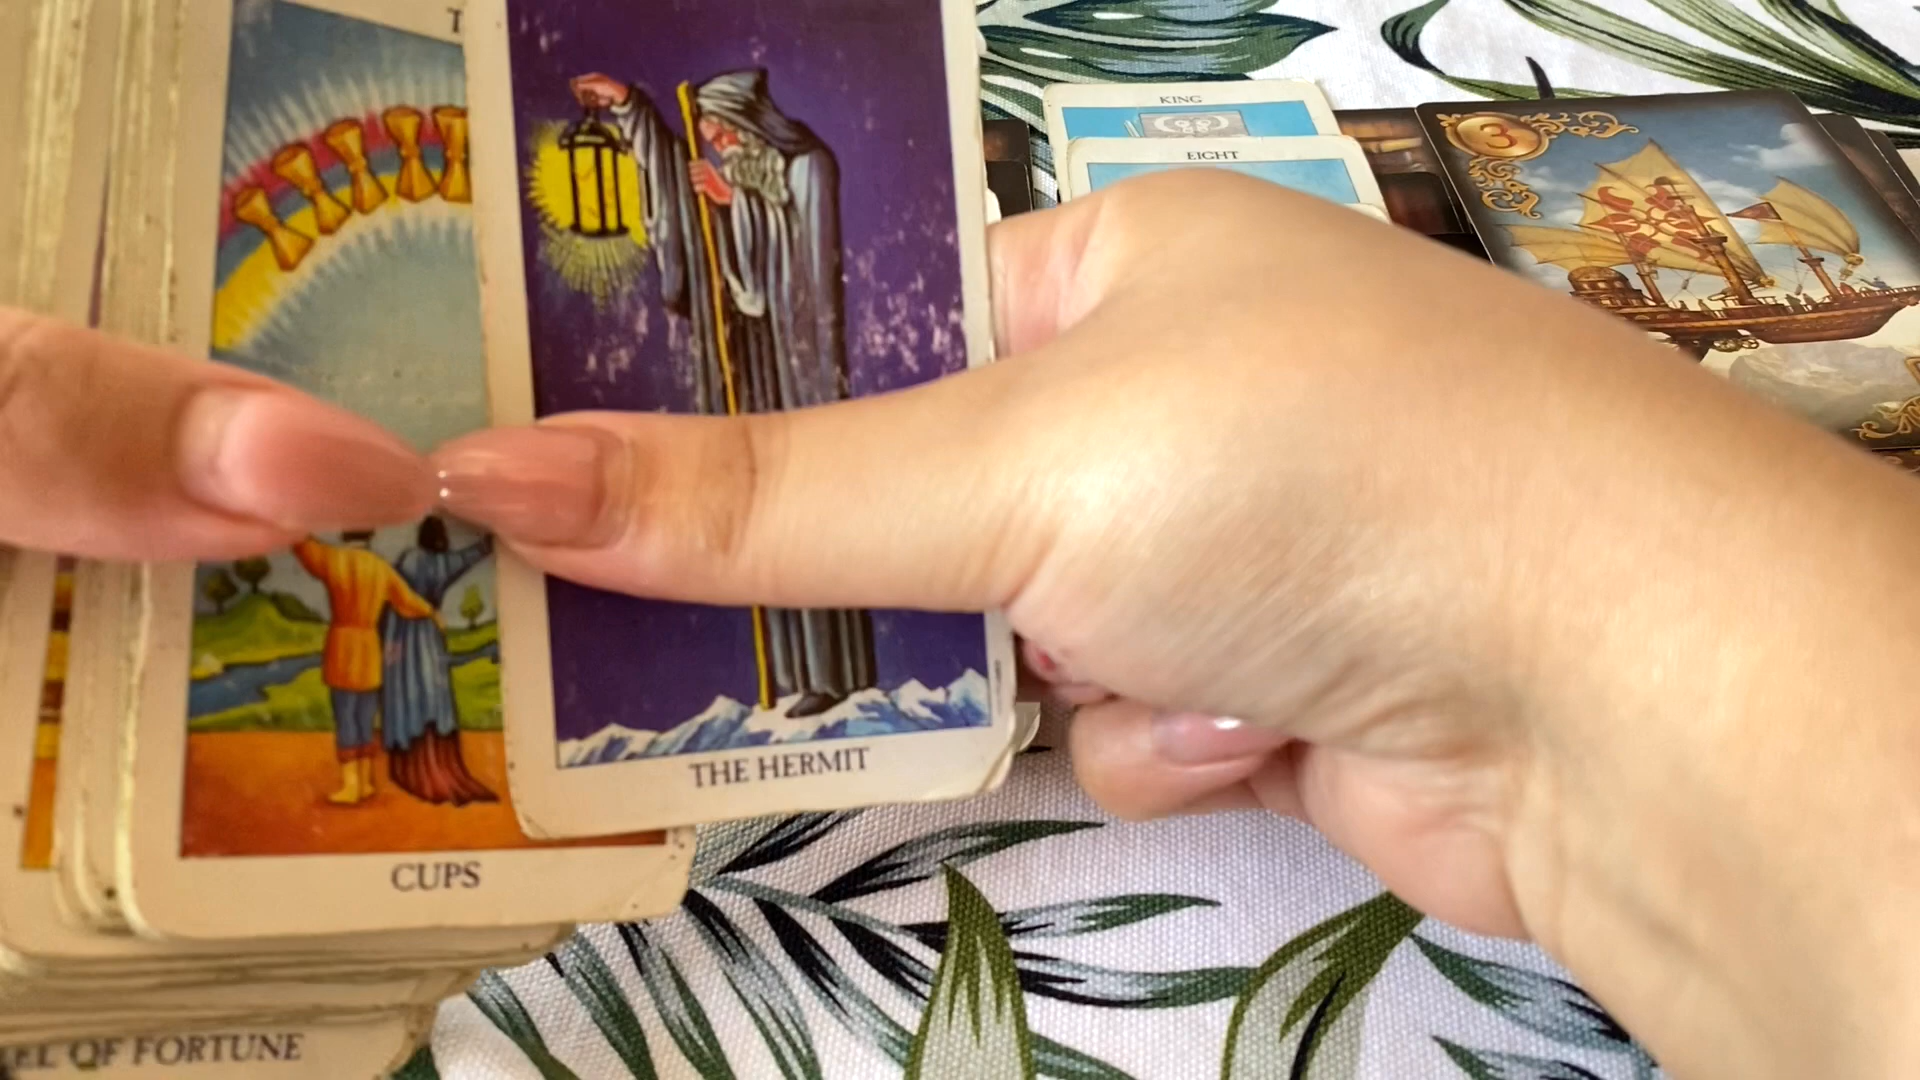 T
KING
EIGHT
3
THE HERMIT
CUPS
EEL OF FORTUNE